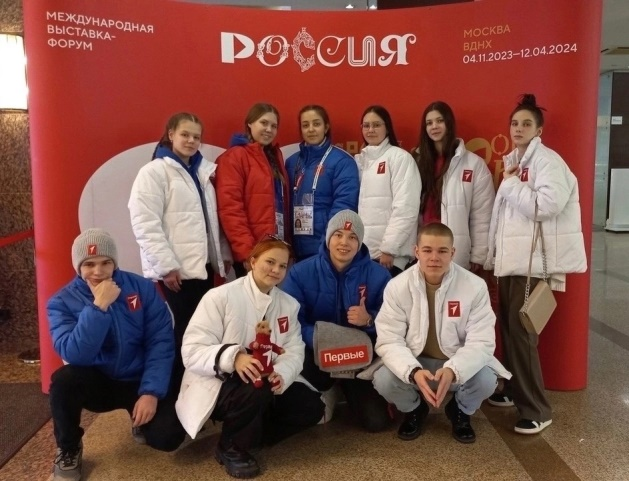 МЕЖДУНАРОДНАЯ
ВЫСТАВКА-
ФОРУМ
РОССИЯ
МОСКВА
ВДНХ
04.11.2023—12.04.2024
Первые